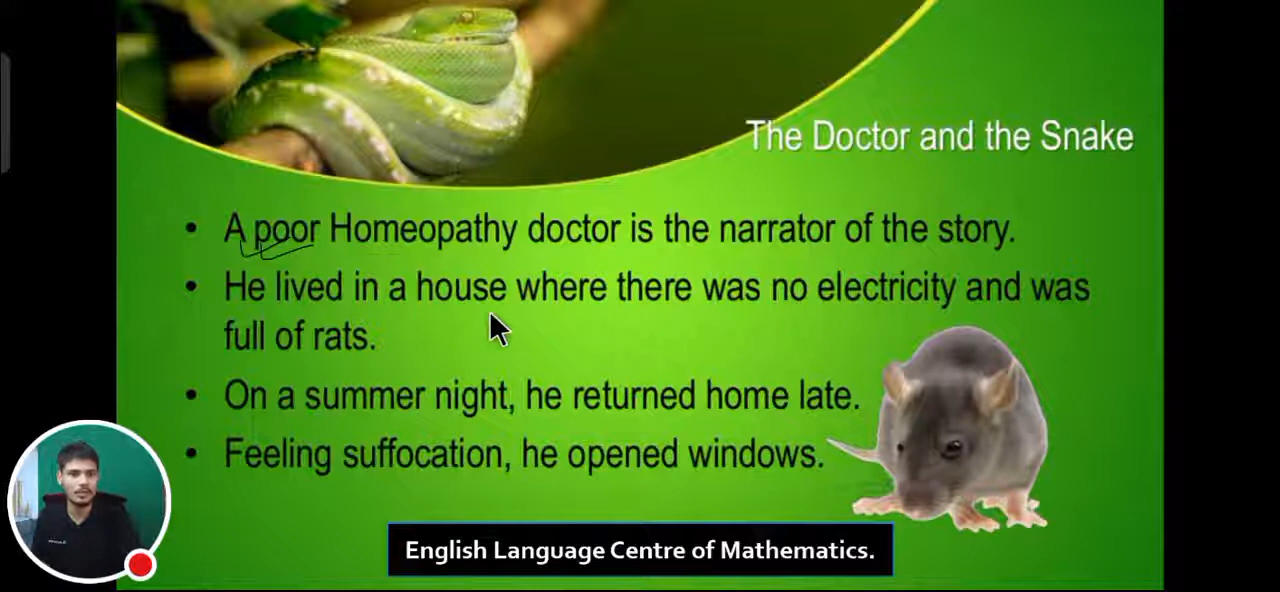 The Doctor and the Snake
• A poor Homeopathy doctor is the narrator of the story.
• He lived in a house where there was no electricity and was
full of rats.
• On a summer night, he returned home late.
• Feeling suffocation, he opened windows.
English Language Centre of Mathematics.